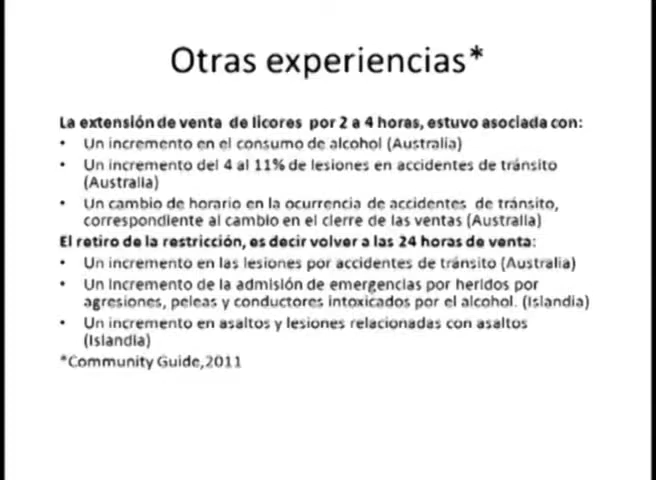 Otras experiencias*
La extensión de venta de licores por 2 a 4 horas, estuvo asociada con:
• Un incremento en el consumo de alcohol (Australia)
• Un incremento del 4 al 11% de lesiones en accidentes de tránsito
(Australia)
• Un cambio de horario en la ocurrencia de accidentes de tránsito,
correspondiente al cambio en el cierre de las ventas (Australia)
El retiro de la restricción, es decir volver a las 24 horas de venta:
• Un incremento en las lesiones por accidentes de tránsito (Australia)
• Un incremento de la admisión de emergencias por heridos por
agresiones, peleas y conductores intoxicados por el alcohol. (Islandia)
• Un incremento en asaltos y lesiones relacionadas con asaltos
(Islandia)
*Community Guide,2011